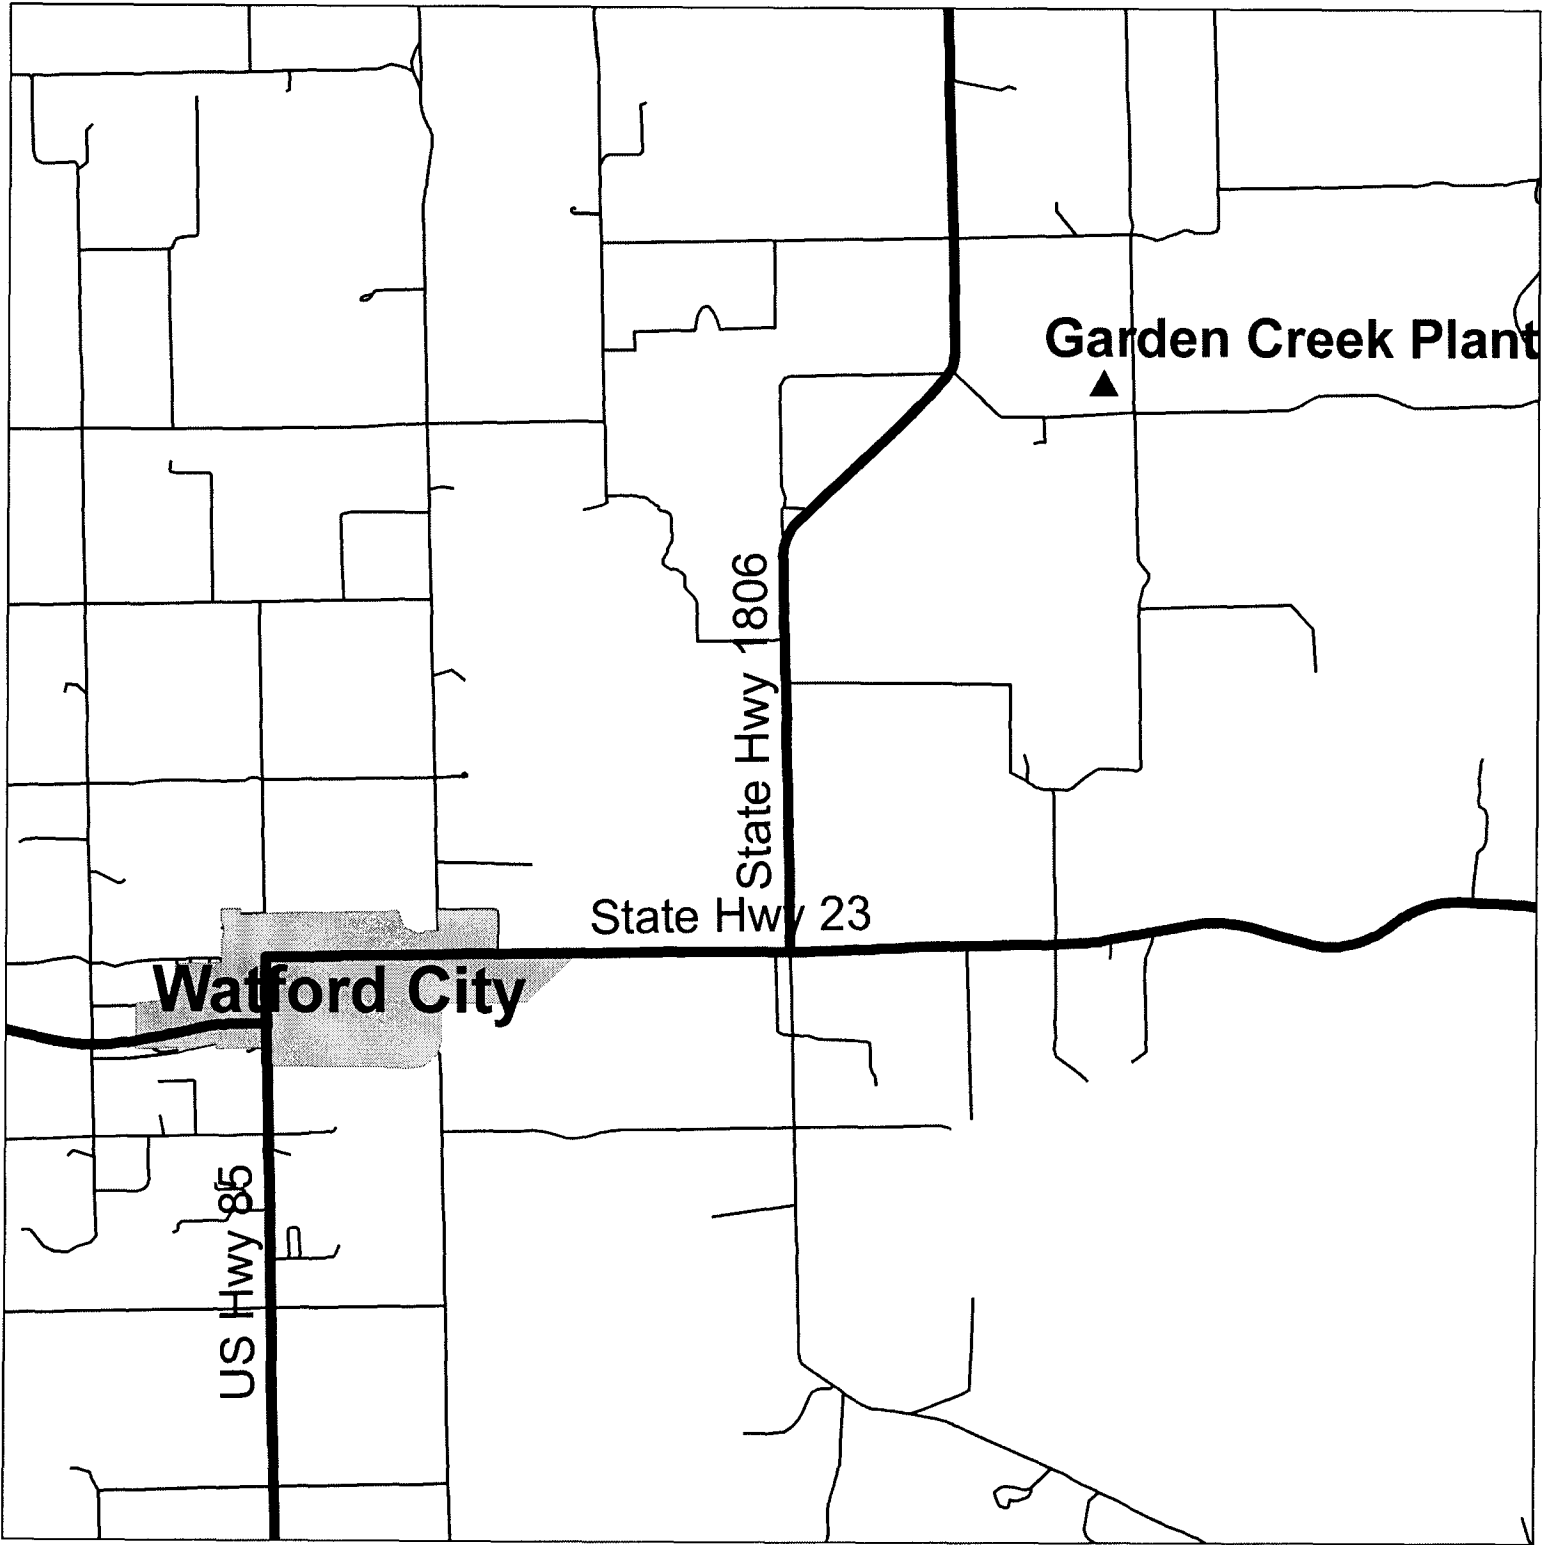 Garden Creek Plant
State Hwy 1806
State Hwy 23
Watford City
US Hwy 85